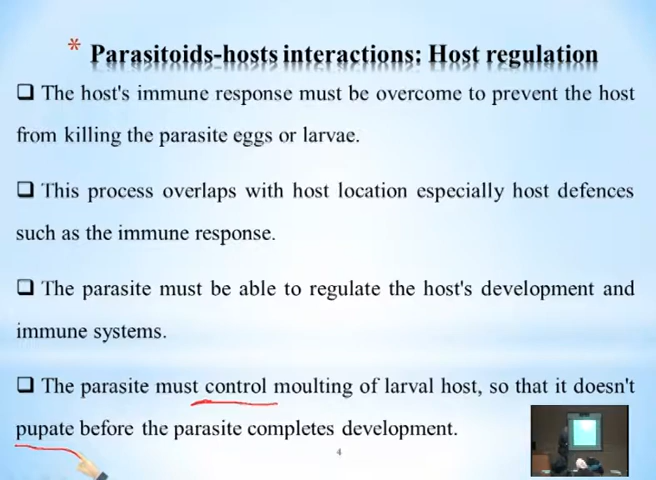 * Parasitoids-hosts interactions: Host regulation
❑ The host's immune response must be overcome to prevent the host
from killing the parasite eggs or larvae.
❑ This process overlaps with host location especially host defences
such as the immune response.
❑ The parasite must be able to regulate the host's development and
immune systems.
❑ The parasite must control moulting of larval host, so that it doesn't
pupate before the parasite completes development.
4